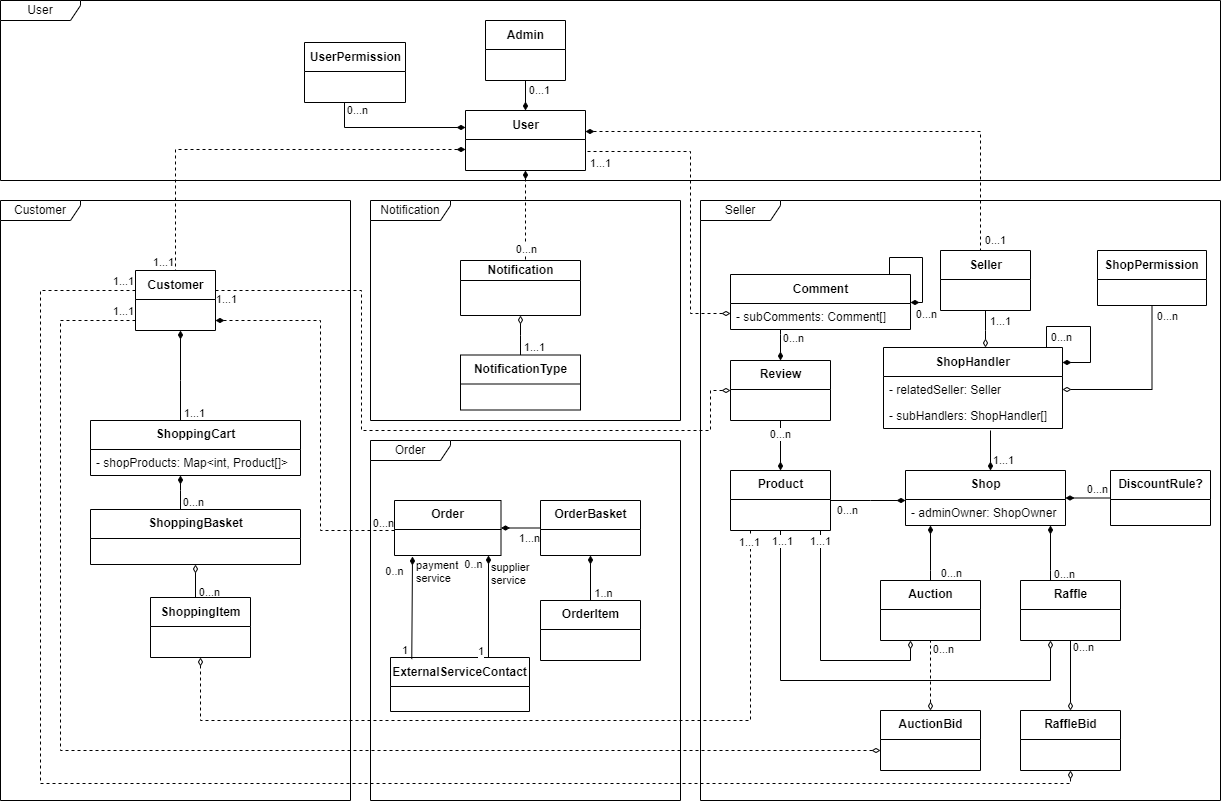 User
UserPermission
Admin
0...n
0...1
User
1...1
Customer
1...1
1...1
Customer
1...1
1...1
1...1
ShoppingCart
- shopProducts: Map<int, Product[]>
0...n
ShoppingBasket
0...n
ShoppingItem
Notification
0...n
Notification
1...1
NotificationType
Order
0...n
Order
OrderBasket
1...n
0..n
payment
service
0..n
supplier
service
1..n
OrderItem
1
1
ExternalServiceContact
Seller
0...1
Seller
ShopPermission
Comment
- subComments: Comment[]
0...n
1...1
0...n
0...n
0...n
ShopHandler
- relatedSeller: Seller
- subHandlers: ShopHandler[]
Review
0...n
1...1
Product
0...n
Shop
- adminOwner: ShopOwner
0...n
DiscountRule?
1...1
1...1
1...1
0...n
0...n
Auction
Raffle
0...n
0...n
AuctionBid
RaffleBid